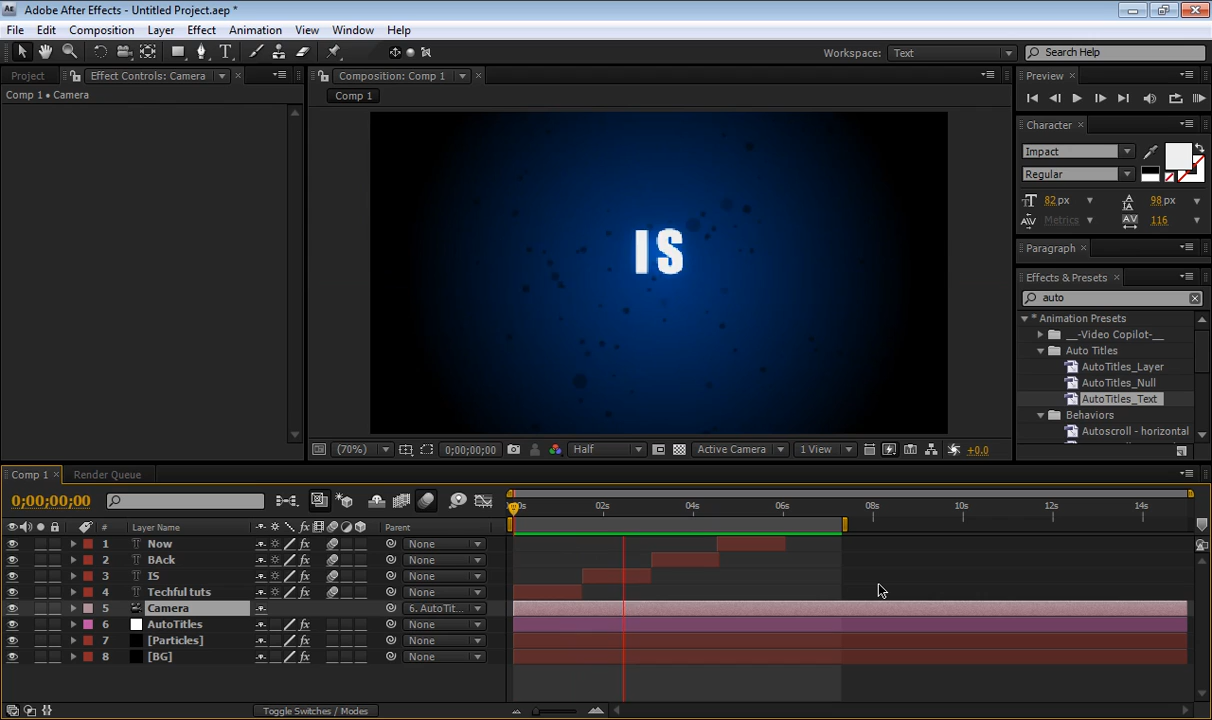 Adobe After Effects - Untitled Project.aep *
File Edit Composition Layer Effect Animation View Window Help
Workspace: Text Search Help
Project Effect Controls: Camera Composition: Comp 1 Preview
Comp 1 • Camera Comp 1
Character
Impact
Regular
82 px 98 px
Metrics 116
IS
Paragraph
Effects & Presets
auto
* Animation Presets
__-Video Copilot-__
Auto Titles
AutoTitles_Layer
AutoTitles_Null
AutoTitles_Text
Behaviors
Autoscroll - horizontal
(70%) 0;00;00;00 Half Active Camera 1 View +0.0
Comp 1 Render Queue
0;00;00;00
02s 04s 06s 08s 10s 12s 14s
# Layer Name Parent
1 T Now None
2 T BAck None
3 T IS None
4 T Techful tuts None
5 Camera 6. AutoTit...
6 AutoTitles None
7 [Particles] None
8 [BG] None
Toggle Switches / Modes